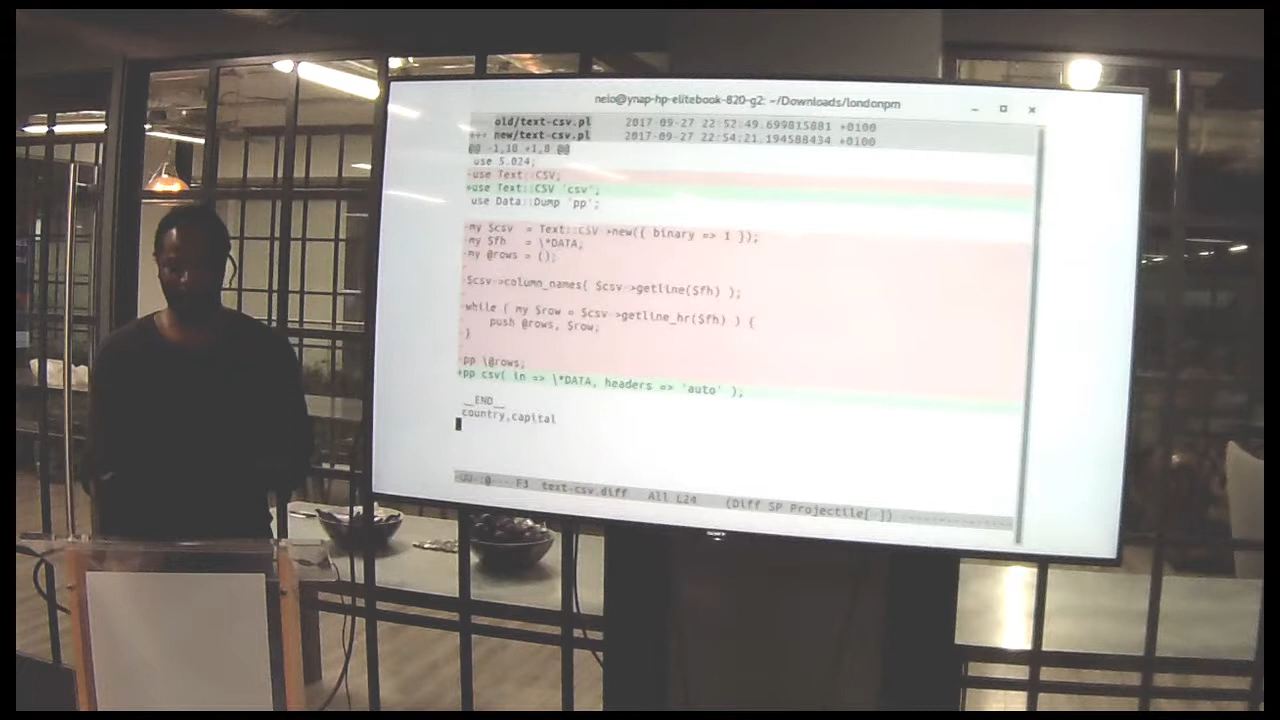 neio@ynap-hp-elitebook-820-g2: ~/Downloads/londonpm
old/text-csv.pl 2017-09-27 22:52:49.699815881 +0100
+++ new/text-csv.pl 2017-09-27 22:54:21.194588434 +0100
@@ -1,10 +1,8 @@
use 5.024;
-use Text::CSV;
+use Text::CSV 'csv';
use Data::Dump 'pp';
-my $csv = Text::CSV->new({ binary => 1 });
-my $fh = \*DATA;
-my @rows = ();
-
-$csv->column_names( $csv->getline($fh) );
-
-while ( my $row = $csv->getline_hr($fh) ) {
- push @rows, $row;
-}
-
-pp \@rows;
+pp csv( in => \*DATA, headers => 'auto' );
__END__
country,capital
-UU-:@---F3 text-csv.diff All L24 (Diff SP Projectile[-])
SONY